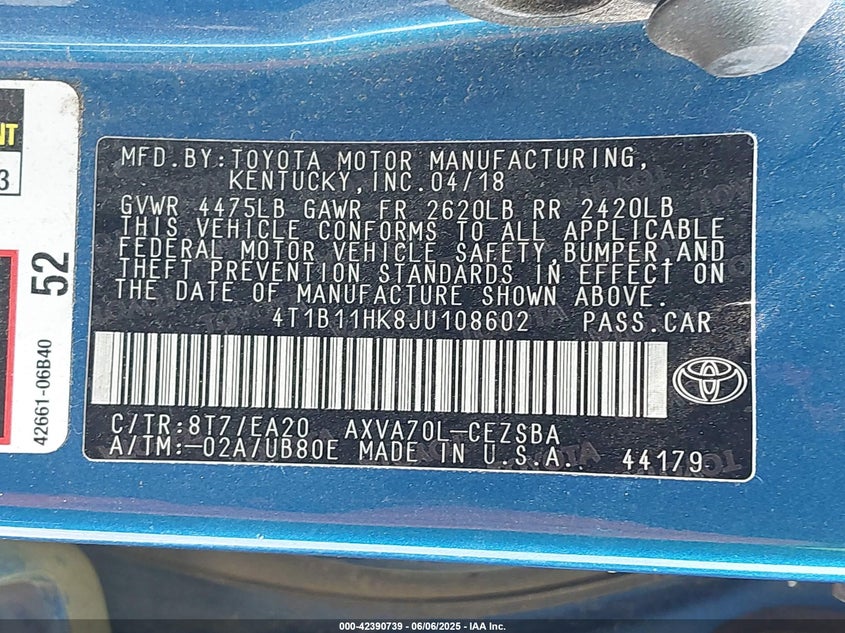 NT
3
52
42661-06B40
MFD.BY:TOYOTA MOTOR MANUFACTURING,
KENTUCKY, INC. 04/18
GVWR 4475LB GAWR FR 2620LB RR 2420LB
THIS VEHICLE CONFORMS TO ALL APPLICABLE
FEDERAL MOTOR VEHICLE SAFETY,BUMPER,AND
THEFT PREVENTION STANDARDS IN EFFECT ON
THE DATE OF MANUFACTURE SHOWN ABOVE.
4T1B11HK8JU108602 PASS.CAR
C/TR:8T7/EA20 AXVA70L-CEZSBA
A/TM:-02A/UB80E MADE IN U.S.A. 44179
000-42390739 - 06/06/2025 - IAA Inc.